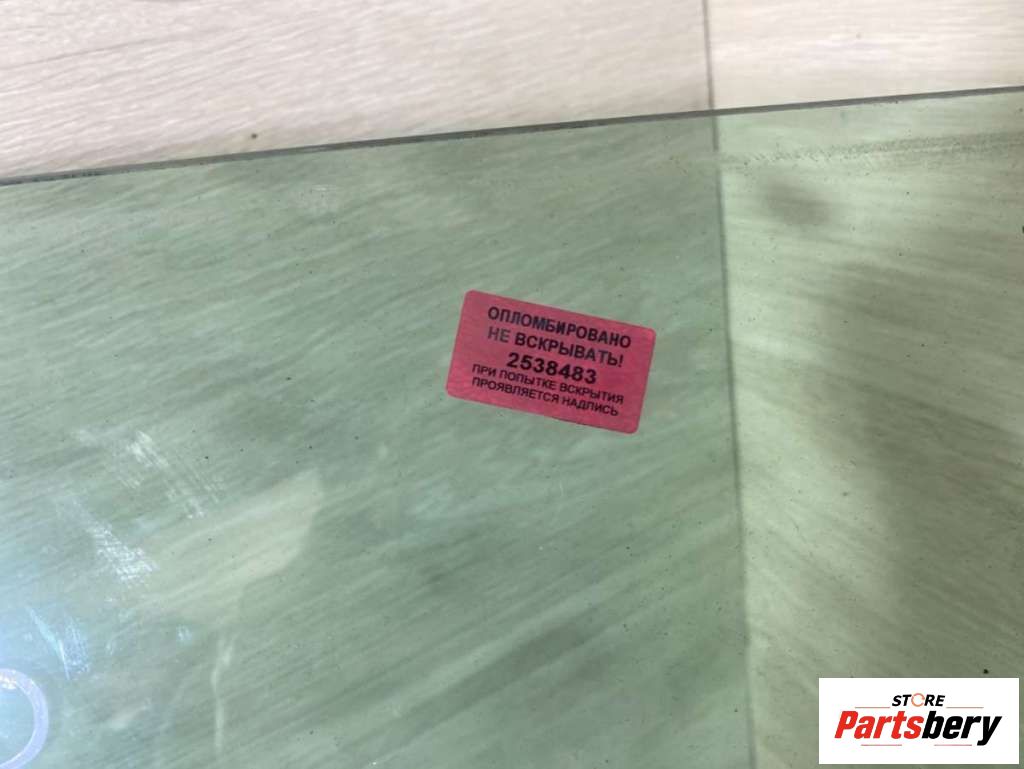 ОПЛОМБИРОВАНО
НЕ ВСКРЫВАТЬ!
2538483
ПРИ ПОПЫТКЕ ВСКРЫТИЯ
ПРОЯВЛЯЕТСЯ НАДПИСЬ
STORE
Partsbery